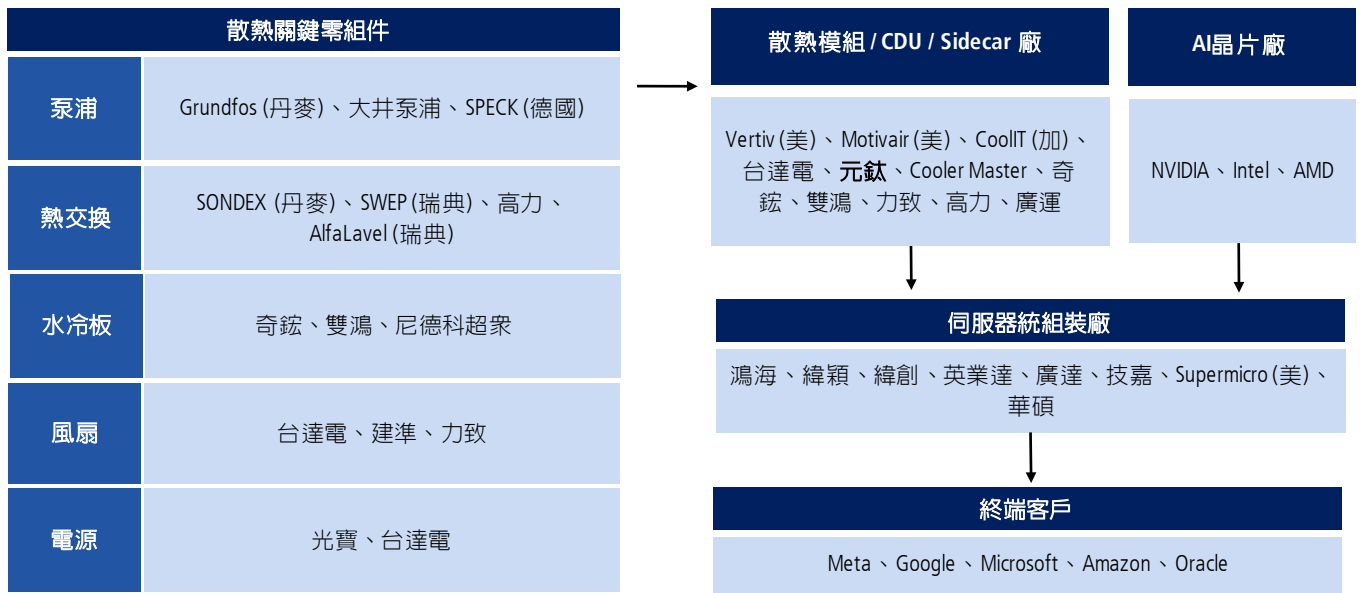 散熱關鍵零組件
泵浦
Grundfos (丹麥)、大井泵浦、SPECK (德國)
熱交換
SONDEX (丹麥)、SWEP (瑞典)、高力、
AlfaLavel (瑞典)
水冷板
奇鋐、雙鴻、尼德科超衆
風扇
台達電、建準、力致
電源
光寶、台達電
散熱模組 / CDU / Sidecar 廠
Vertiv (美)、Motivair (美)、CoolIT (加)、
台達電、元鈦、Cooler Master、奇
鋐、雙鴻、力致、高力、廣運
AI晶片廠
NVIDIA、Intel、AMD
伺服器統組裝廠
鴻海、緯穎、緯創、英業達、廣達、技嘉、Supermicro (美)、
華碩
終端客戶
Meta、Google、Microsoft、Amazon、Oracle